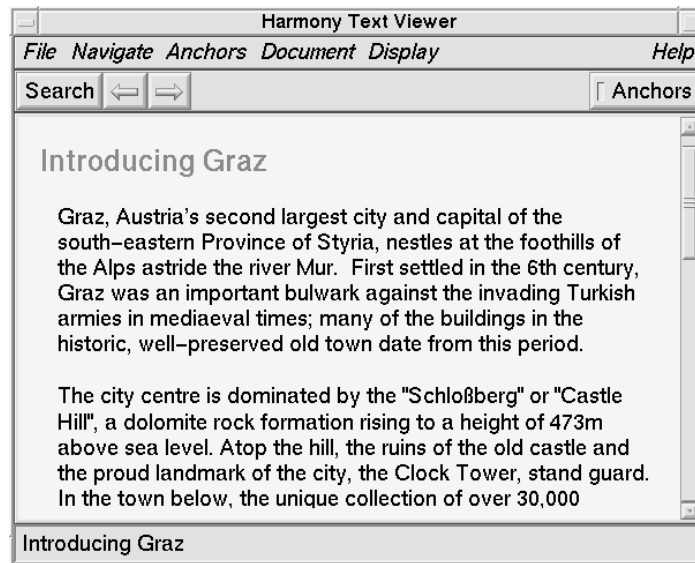 Harmony Text Viewer
File Navigate Anchors Document Display Help
Search Anchors
Introducing Graz
Graz, Austria's second largest city and capital of the
south-eastern Province of Styria, nestles at the foothills of
the Alps astride the river Mur.  First settled in the 6th century,
Graz was an important bulwark against the invading Turkish
armies in mediaeval times; many of the buildings in the
historic, well-preserved old town date from this period.
The city centre is dominated by the "Schloßberg" or "Castle
Hill", a dolomite rock formation rising to a height of 473m
above sea level. Atop the hill, the ruins of the old castle and
the proud landmark of the city, the Clock Tower, stand guard.
In the town below, the unique collection of over 30,000
Introducing Graz